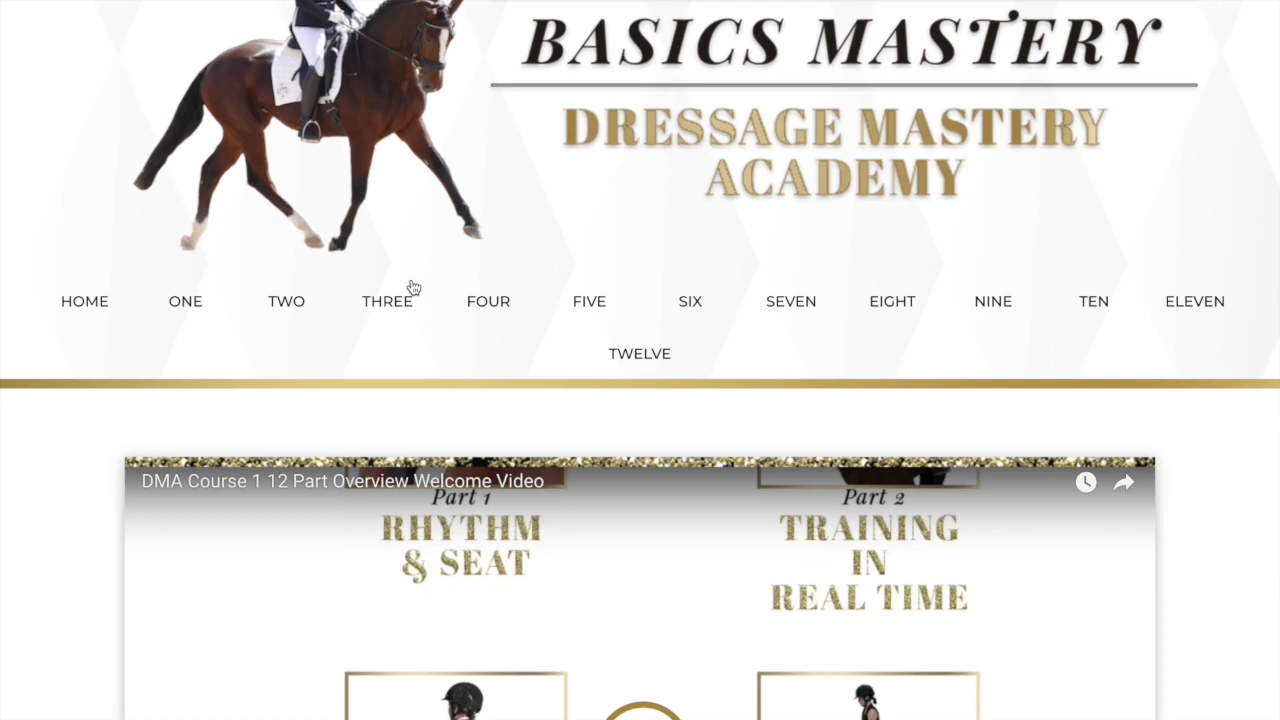 BASICS MASTERY
DRESSAGE MASTERY
ACADEMY
HOME ONE TWO THREE FOUR FIVE SIX SEVEN EIGHT NINE TEN ELEVEN
TWELVE
DMA Course 1 12 Part Overview Welcome Video
Part 1
RHYTHM
& SEAT
Part 2
TRAINING
IN
REAL TIME